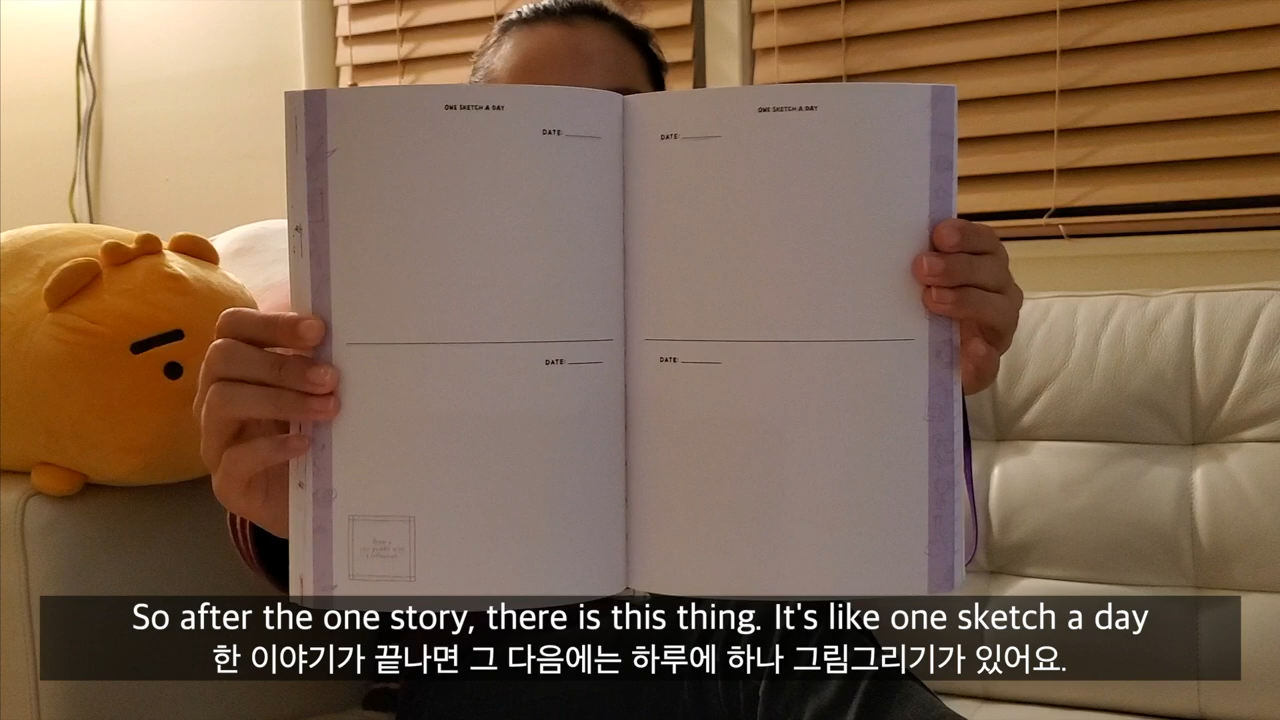 ONE SKETCH A DAY
ONE SKETCH A DAY
DATE:
DATE:
DATE:
DATE:
So after the one story, there is this thing. It's like one sketch a day
한 이야기가 끝나면 그 다음에는 하루에 하나 그림그리기가 있어요.